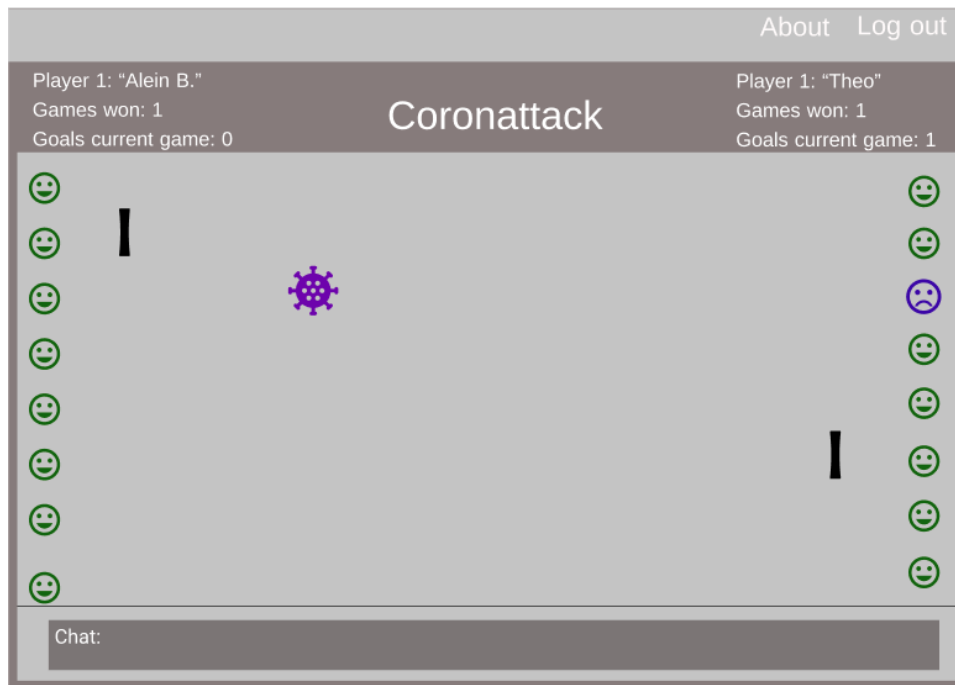 About Log out
Player 1: “Alein B.”
Games won: 1
Goals current game: 0
Coronattack
Player 1: “Theo”
Games won: 1
Goals current game: 1
Chat: